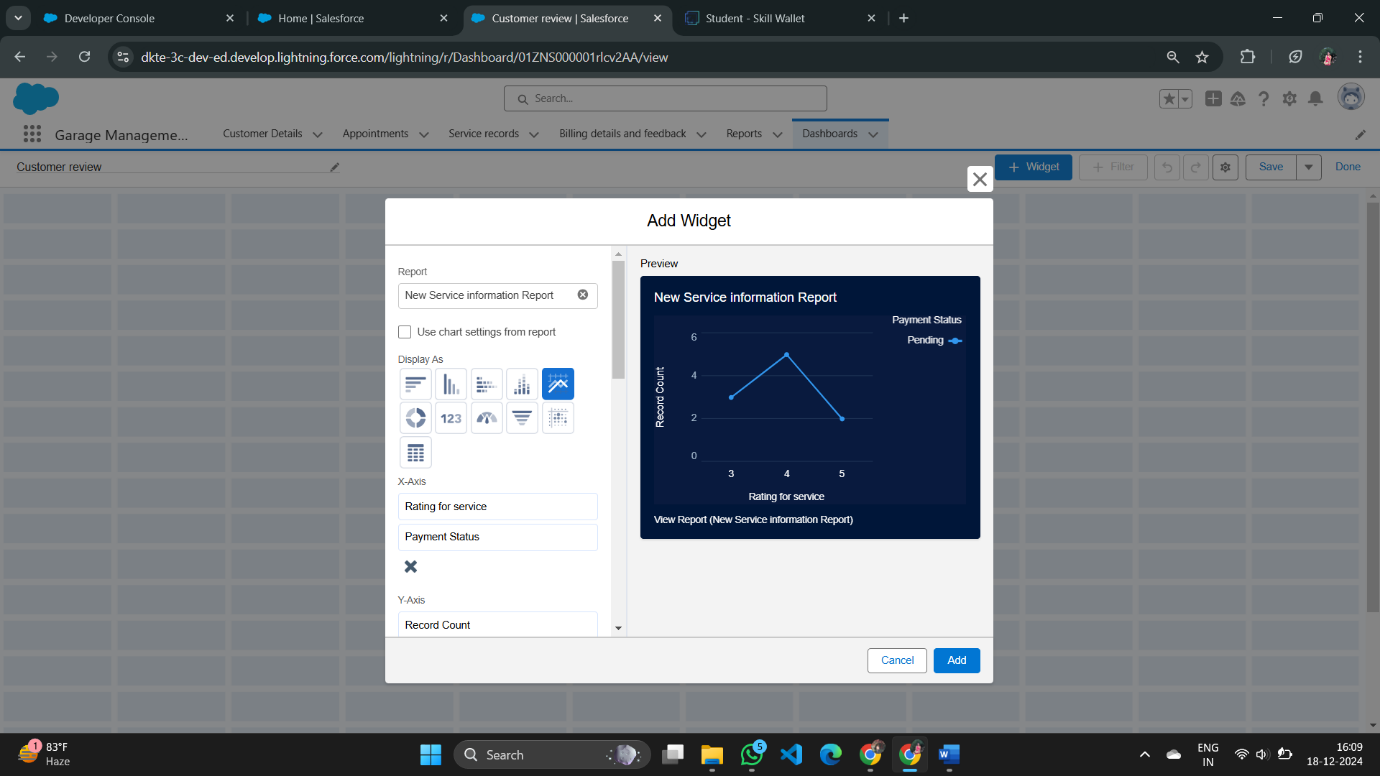 Developer Console
Home | Salesforce
Customer review | Salesforce
Student - Skill Wallet
dkte-3c-dev-ed.develop.lightning.force.com/lightning/r/Dashboard/01ZNS000001rlcv2AA/view
Search...
Garage Manageme...
Customer Details
Appointments
Service records
Billing details and feedback
Reports
Dashboards
Customer review
+ Widget
+ Filter
Save
Done
Add Widget
Report
New Service information Report
Use chart settings from report
Display As
123
X-Axis
Rating for service
Payment Status
Y-Axis
Record Count
Preview
New Service information Report
Payment Status
Pending
6
4
2
0
Record Count
3 4 5
Rating for service
View Report (New Service information Report)
Cancel
Add
1
83°F
Haze
Search
5
ENG
IN
16:09
18-12-2024